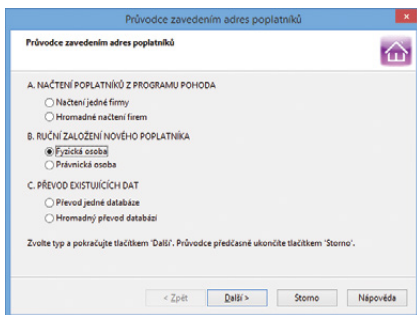 Průvodce zavedením adres poplatníků
Průvodce zavedením adres poplatníků
A. NAČTENÍ POPLATNÍKŮ Z PROGRAMU POHODA
Načtení jedné firmy
Hromadné načtení firem
B. RUČNÍ ZALOŽENÍ NOVÉHO POPLATNÍKA
Fyzická osoba
Právnická osoba
C. PŘEVOD EXISTUJÍCÍCH DAT
Převod jedné databáze
Hromadný převod databází
Zvolte typ a pokračujte tlačítkem 'Další'. Průvodce předčasně ukončíte tlačítkem 'Storno'.
< Zpět Další > Storno Nápověda